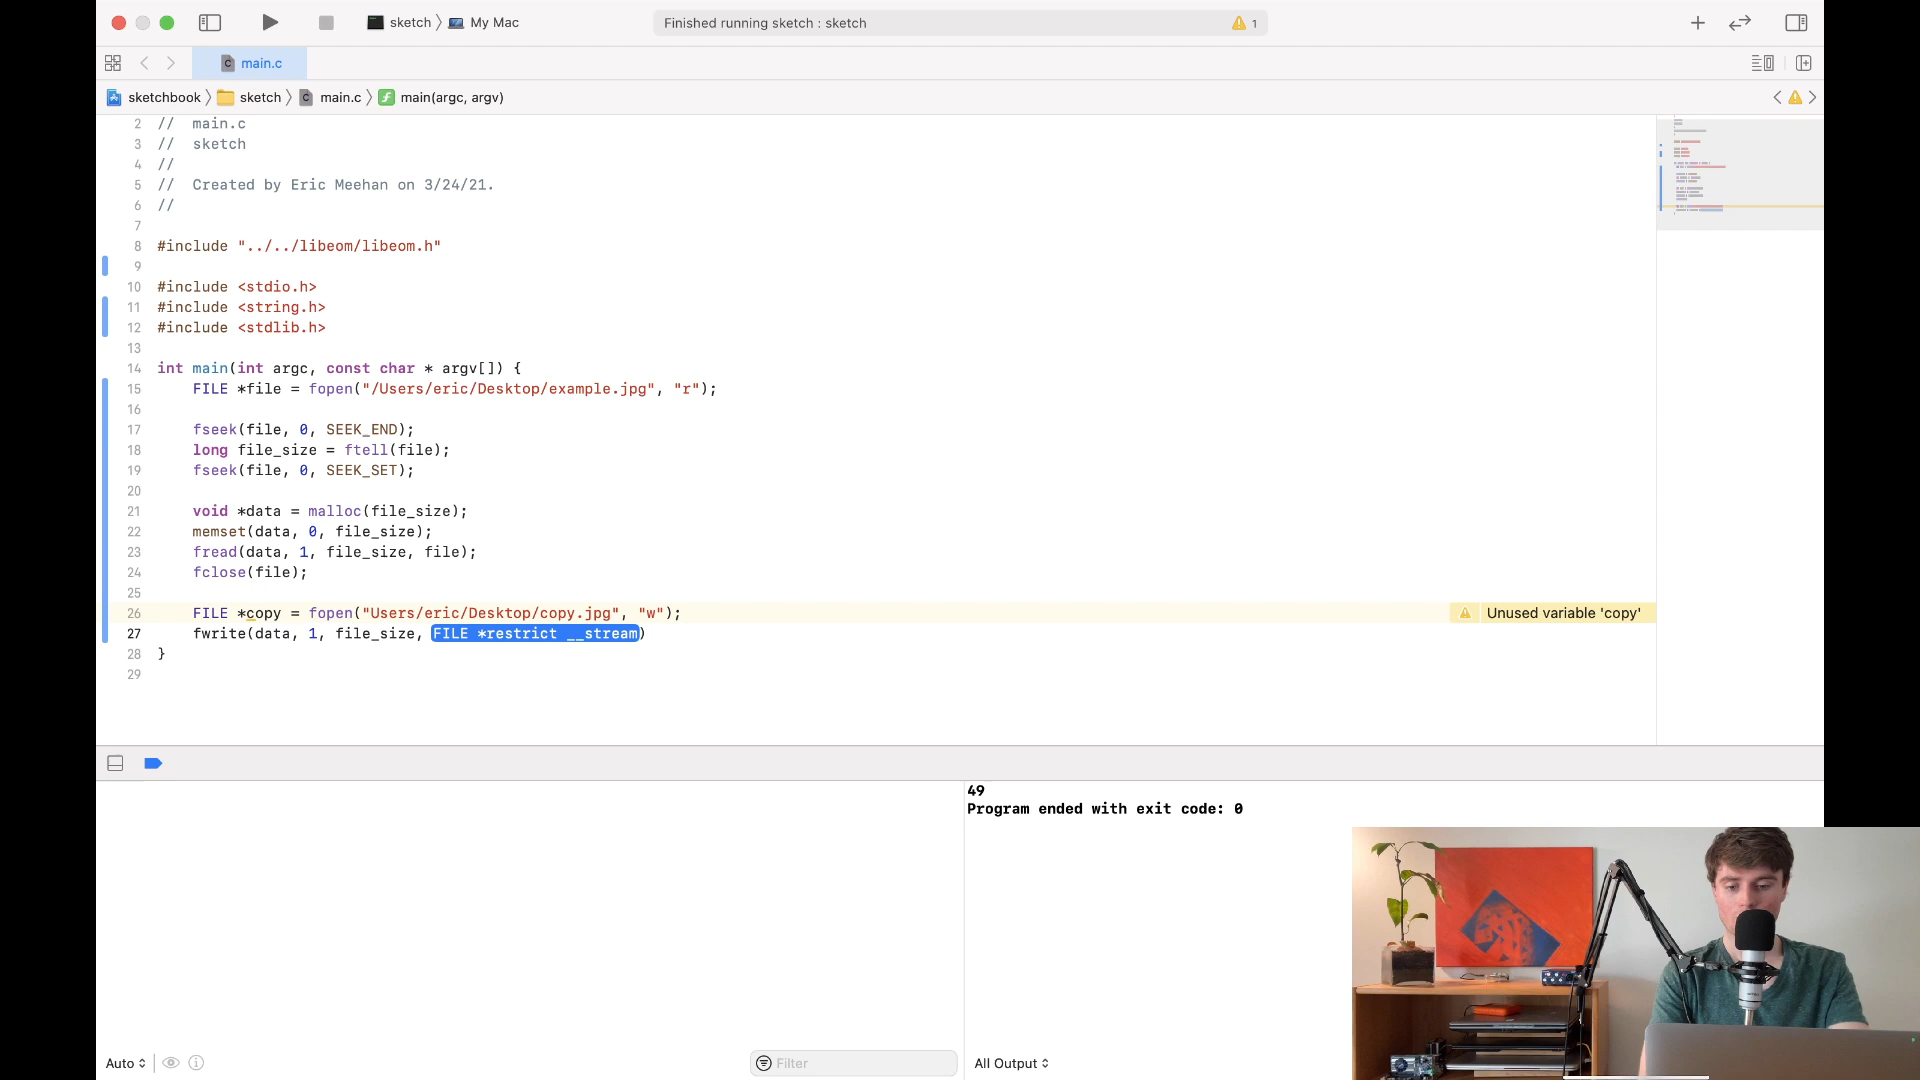 sketch
My Mac
Finished running sketch : sketch
1
main.c
sketchbook
sketch
main.c
main(argc, argv)
2 // main.c
3 // sketch
4 //
5 // Created by Eric Meehan on 3/24/21.
6 //
7
8 #include "../../libeom/libeom.h"
9
10 #include <stdio.h>
11 #include <string.h>
12 #include <stdlib.h>
13
14 int main(int argc, const char * argv[]) {
15 FILE *file = fopen("/Users/eric/Desktop/example.jpg", "r");
16
17 fseek(file, 0, SEEK_END);
18 long file_size = ftell(file);
19 fseek(file, 0, SEEK_SET);
20
21 void *data = malloc(file_size);
22 memset(data, 0, file_size);
23 fread(data, 1, file_size, file);
24 fclose(file);
25
26 FILE *copy = fopen("Users/eric/Desktop/copy.jpg", "w");
Unused variable 'copy'
27 fwrite(data, 1, file_size, FILE *restrict __stream)
28 }
29
49
Program ended with exit code: 0
Auto
Filter
All Output